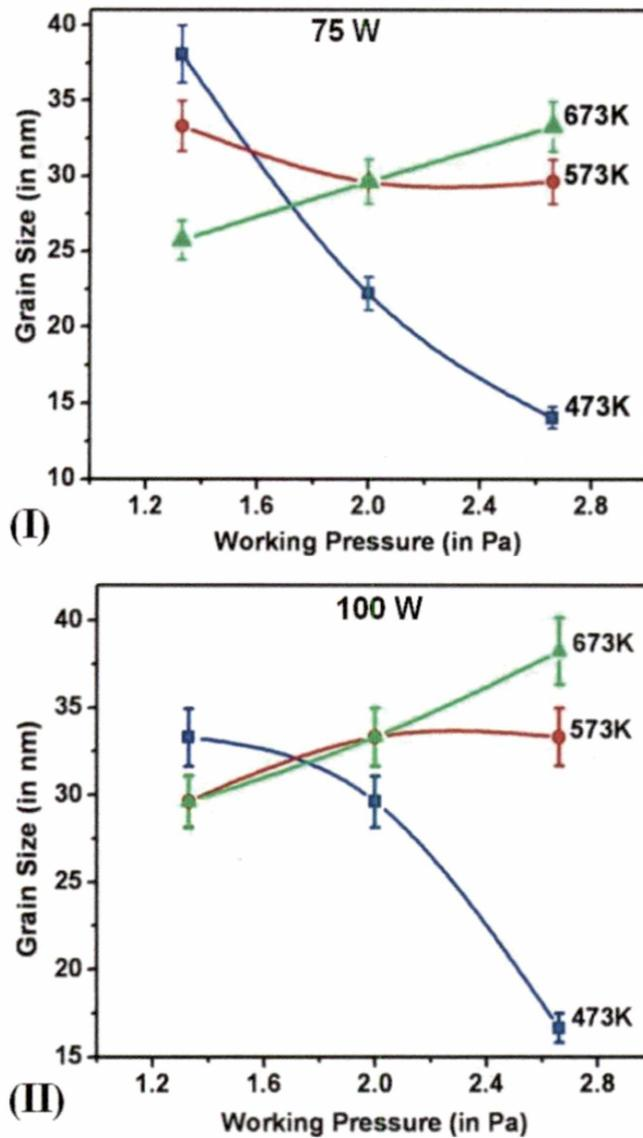 75 W
40
35
30
25
20
15
10
Grain Size (in nm)
673K
573K
473K
1.2 1.6 2.0 2.4 2.8
Working Pressure (in Pa)
(I)
100 W
40
35
30
25
20
15
Grain Size (in nm)
673K
573K
473K
1.2 1.6 2.0 2.4 2.8
Working Pressure (in Pa)
(II)